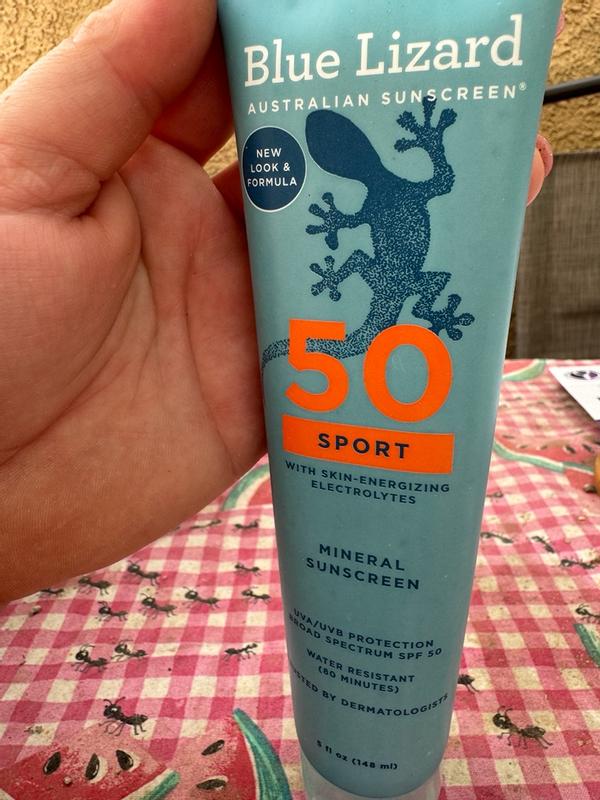 Blue Lizard
AUSTRALIAN SUNSCREEN®
NEW
LOOK &
FORMULA
50
SPORT
WITH SKIN-ENERGIZING
ELECTROLYTES
MINERAL
SUNSCREEN
UVA/UVB PROTECTION
BROAD SPECTRUM SPF 50
WATER RESISTANT
(80 MINUTES)
BY DERMATOLOGISTS
5 fl oz (148 ml)